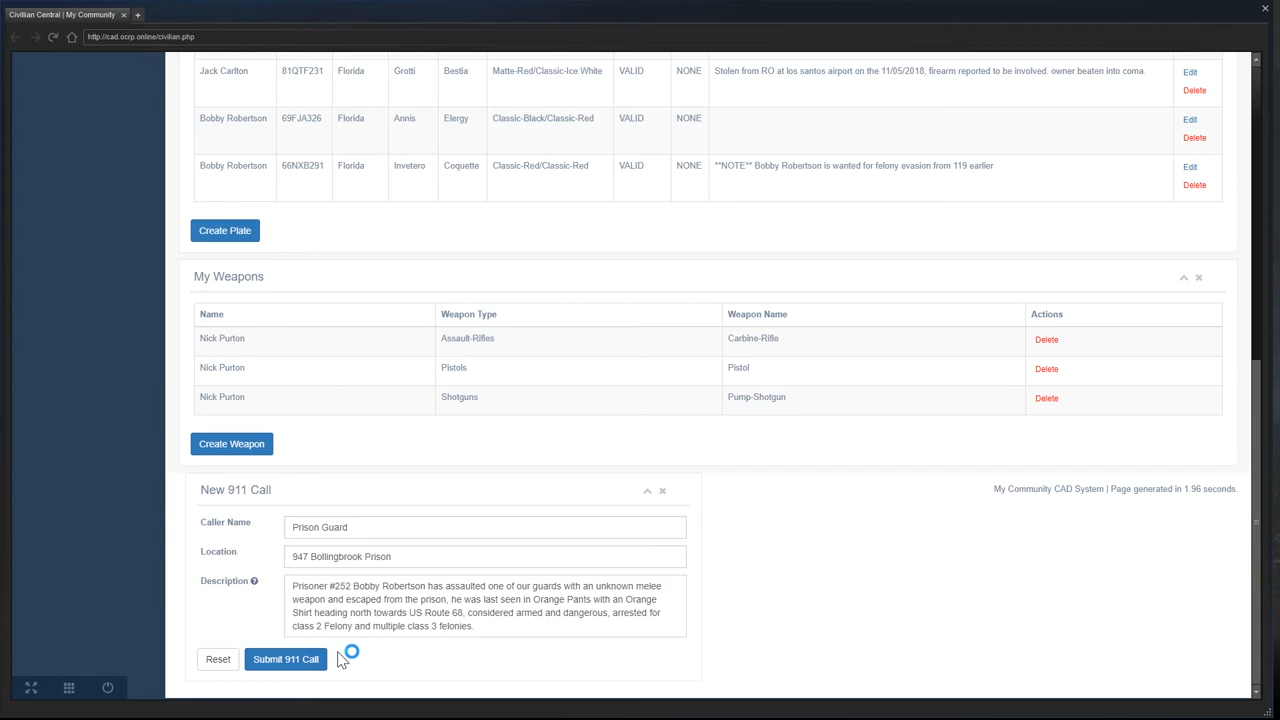 Civillian Central | My Community
http://cad.ocrp.online/civilian.php
Jack Carlton 81QTF231 Florida Grotti Bestia Matte-Red/Classic-Ice White VALID NONE Stolen from RO at los santos airport on the 11/05/2018, firearm reported to be involved. owner beaten into coma. Edit
Delete
Bobby Robertson 69FJA326 Florida Annis Elergy Classic-Black/Classic-Red VALID NONE Edit
Delete
Bobby Robertson 66NXB291 Florida Invetero Coquette Classic-Red/Classic-Red VALID NONE **NOTE** Bobby Robertson is wanted for felony evasion from 119 earlier Edit
Delete
Create Plate
My Weapons
Name Weapon Type Weapon Name Actions
Nick Purton Assault-Rifles Carbine-Rifle Delete
Nick Purton Pistols Pistol Delete
Nick Purton Shotguns Pump-Shotgun Delete
Create Weapon
New 911 Call
My Community CAD System | Page generated in 1.96 seconds.
Caller Name Prison Guard
Location 947 Bollingbrook Prison
Description Prisoner #252 Bobby Robertson has assaulted one of our guards with an unknown melee
weapon and escaped from the prison, he was last seen in Orange Pants with an Orange
Shirt heading north towards US Route 68, considered armed and dangerous, arrested for
class 2 Felony and multiple class 3 felonies.
Reset Submit 911 Call